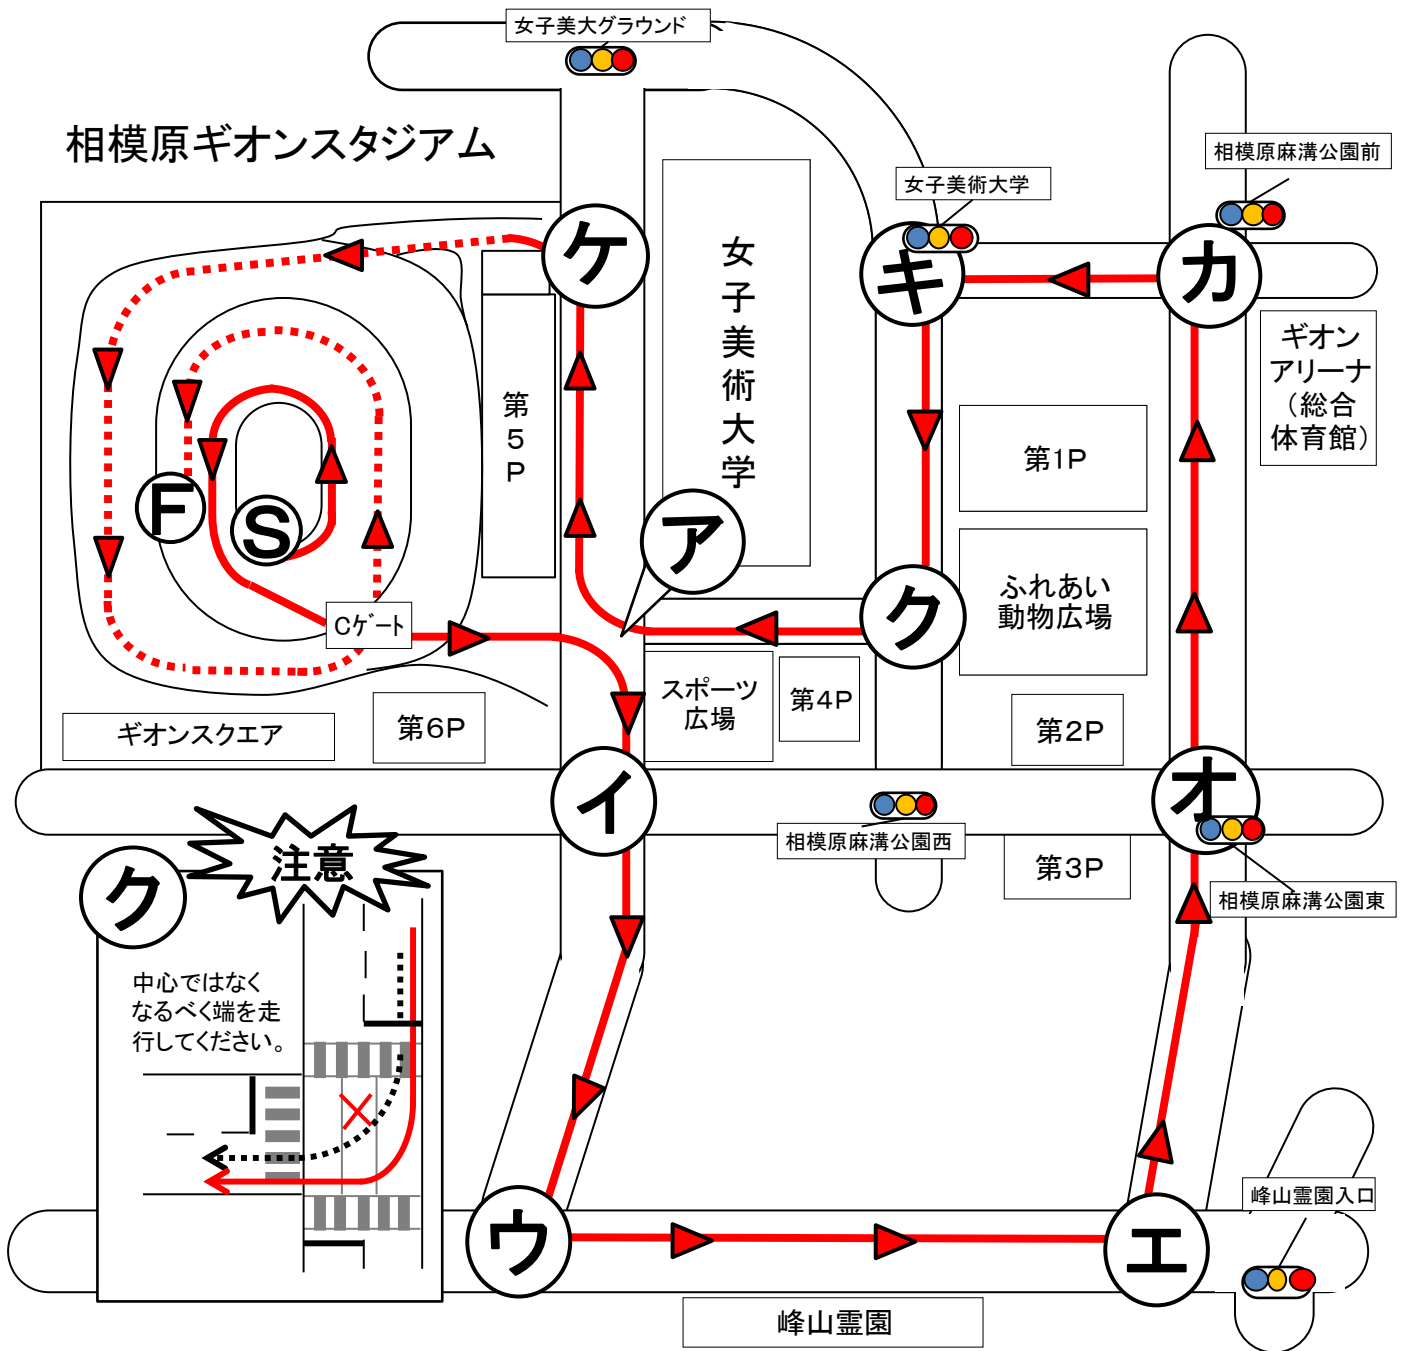 女子美大グラウンド
相模原ギオンスタジアム
相模原麻溝公園前
女子美術大学
ケ
キ
カ
女子美術大学
ギオン
アリーナ
（総合
体育館）
第5P
第1P
F
S
ア
ク
ふれあい
動物広場
Cゲート
スポーツ
広場
第4P
第6P
第2P
ギオンスクエア
イ
オ
相模原麻溝公園西
第3P
相模原麻溝公園東
注意
ク
中心ではなく
なるべく端を走
行してください。
峰山霊園入口
ウ
エ
峰山霊園